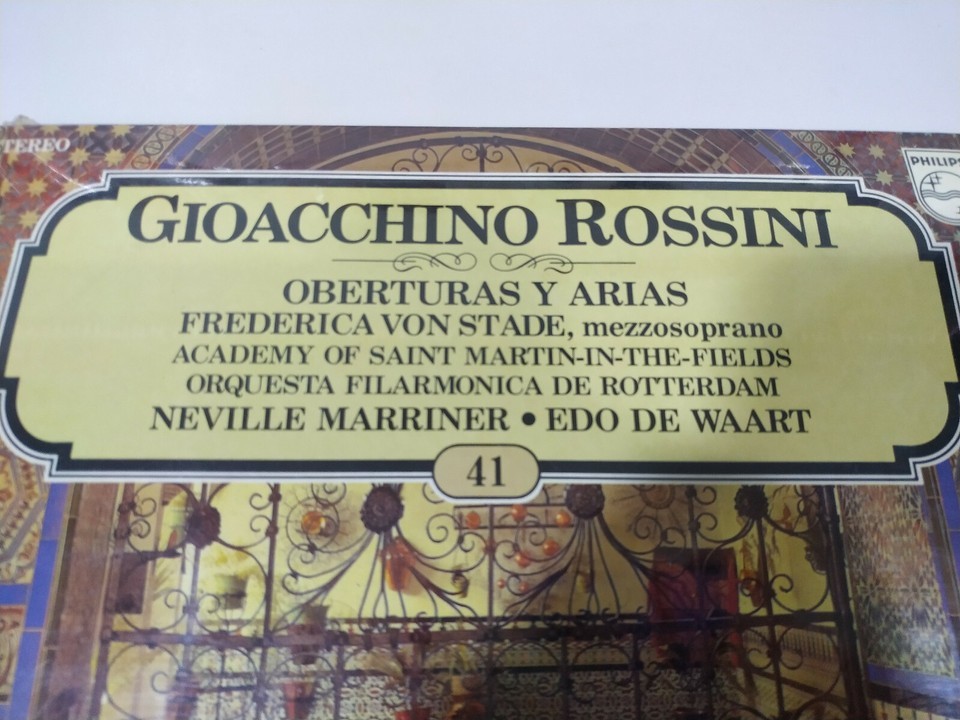 TEREO
PHILIPS
GIOACCHINO ROSSINI
OBERTURAS Y ARIAS
FREDERICA VON STADE, mezzosoprano
ACADEMY OF SAINT MARTIN-IN-THE-FIELDS
ORQUESTA FILARMONICA DE ROTTERDAM
NEVILLE MARRINER • EDO DE WAART
41